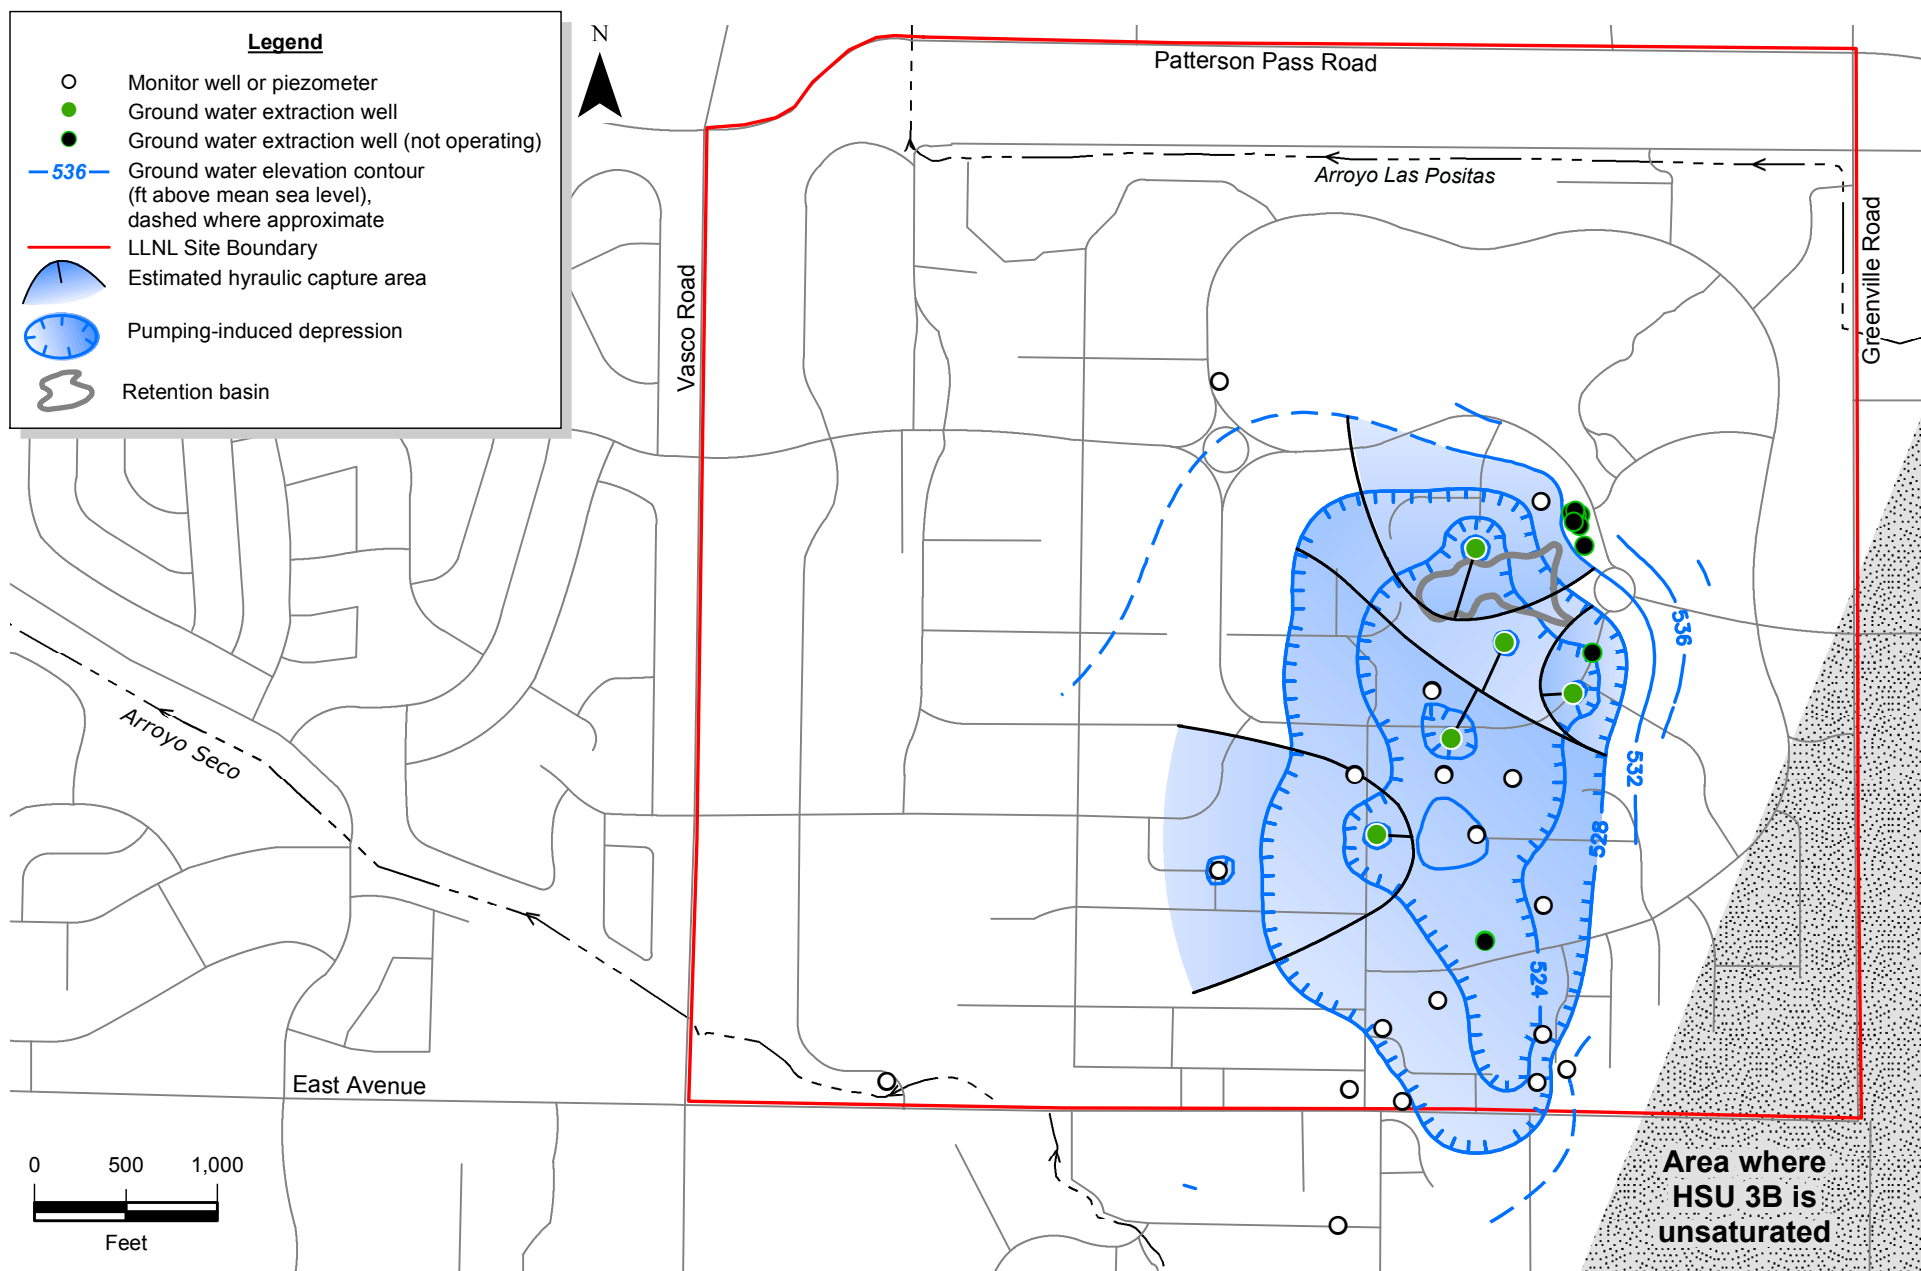 Legend
Monitor well or piezometer
Ground water extraction well
Ground water extraction well (not operating)
536
Ground water elevation contour
(ft above mean sea level),
dashed where approximate
LLNL Site Boundary
Estimated hyraulic capture area
Pumping-induced depression
Retention basin
N
Patterson Pass Road
Arroyo Las Positas
Vasco Road
Greenville Road
536
532
528
524
Arroyo Seco
East Avenue
0 500 1,000
Feet
Area where
HSU 3B is
unsaturated